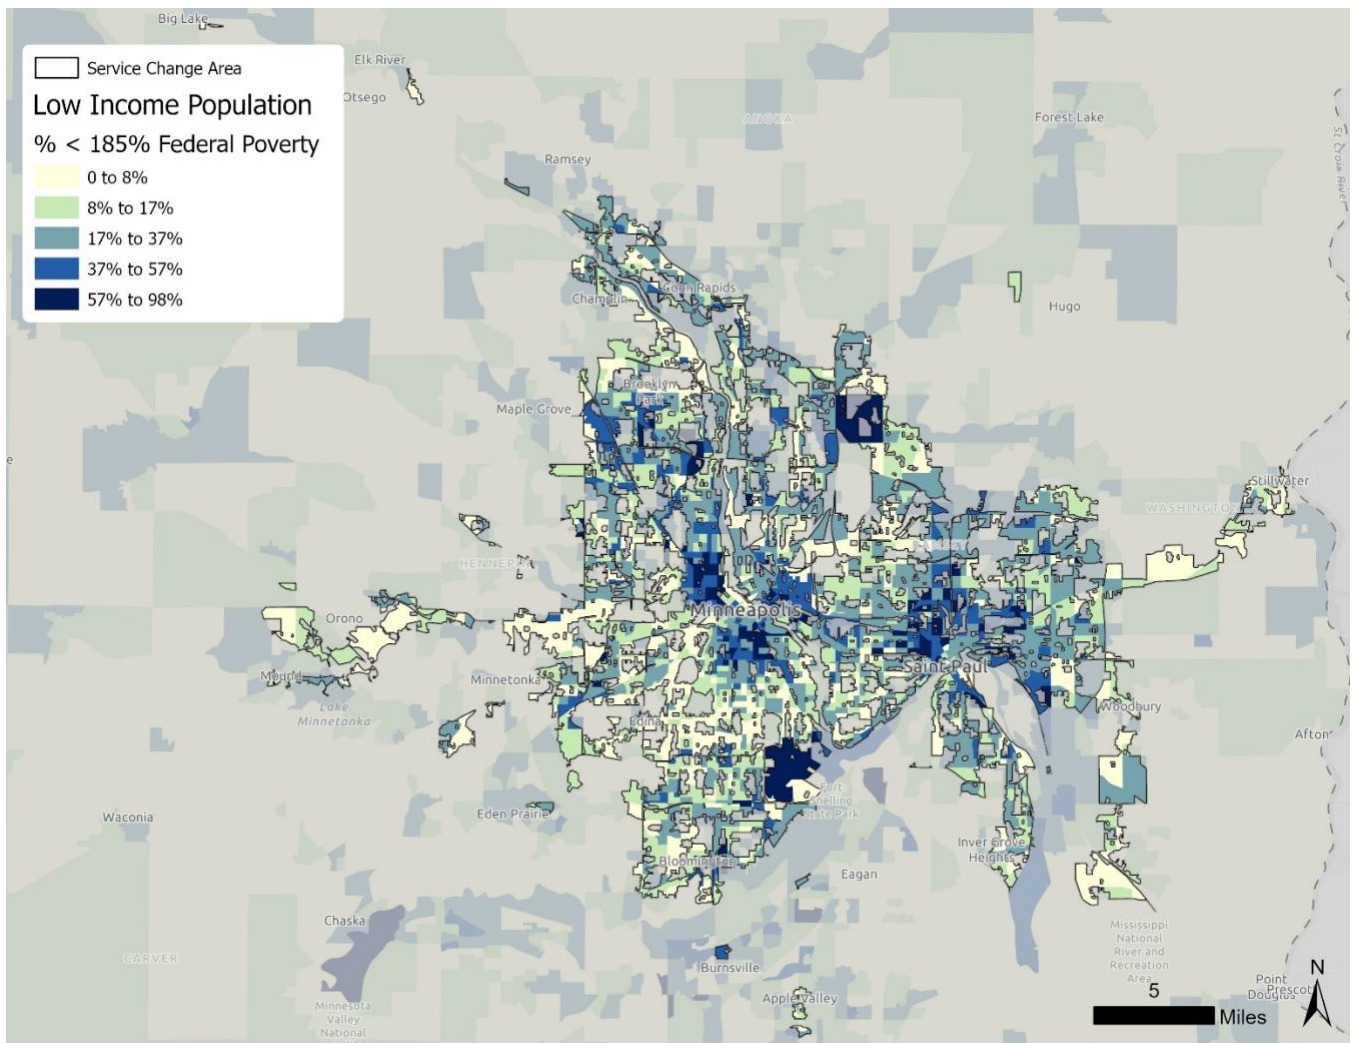 Big Lake
Elk River
Otsego
Service Change Area
Low Income Population
% < 185% Federal Poverty
0 to 8%
8% to 17%
17% to 37%
37% to 57%
57% to 98%
ANOKA
Forest Lake
St Croix River
Ramsey
Champlin
Coon Rapids
Hugo
Brooklyn
Park
Maple Grove
Stillwater
WASHINGTON
RAMSEY
HENNEPIN
e
Minneapolis
Orono
Saint Paul
Mound
Minnetonka
Lake
Minnetonka
Edina
Woodbury
Afton
Fort
Snelling
State Park
Eden Prairie
Waconia
Inver Grove
Heights
Bloomington
Eagan
Chaska
CARVER
Burnsville
Mississippi
National
River and
Recreation
Area
Minnesota
Valley
National
Apple Valley
Point
Douglas
Prescott
5
Miles
N